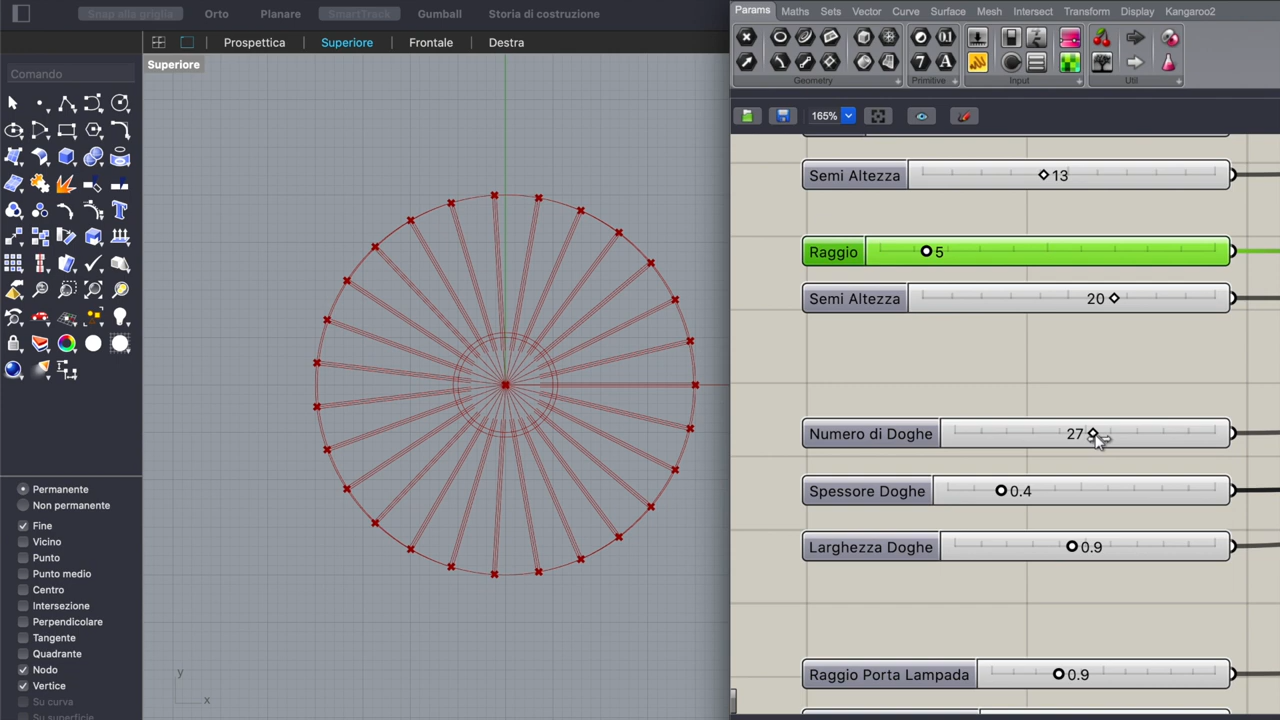 Snap alla griglia Orto Planare SmartTrack Gumball Storia di costruzione
Prospettica Superiore Frontale Destra
Comando
Superiore
Permanente
Non permanente
Fine
Vicino
Punto
Punto medio
Centro
Intersezione
Perpendicolare
Tangente
Quadrante
Nodo
Vertice
Su curva
Su superficie
y
x
Params Maths Sets Vector Curve Surface Mesh Intersect Transform Display Kangaroo2
Geometry Primitive Input Util
165%
Semi Altezza 13
Raggio 5
Semi Altezza 20
Numero di Doghe 27
Spessore Doghe 0.4
Larghezza Doghe 0.9
Raggio Porta Lampada 0.9